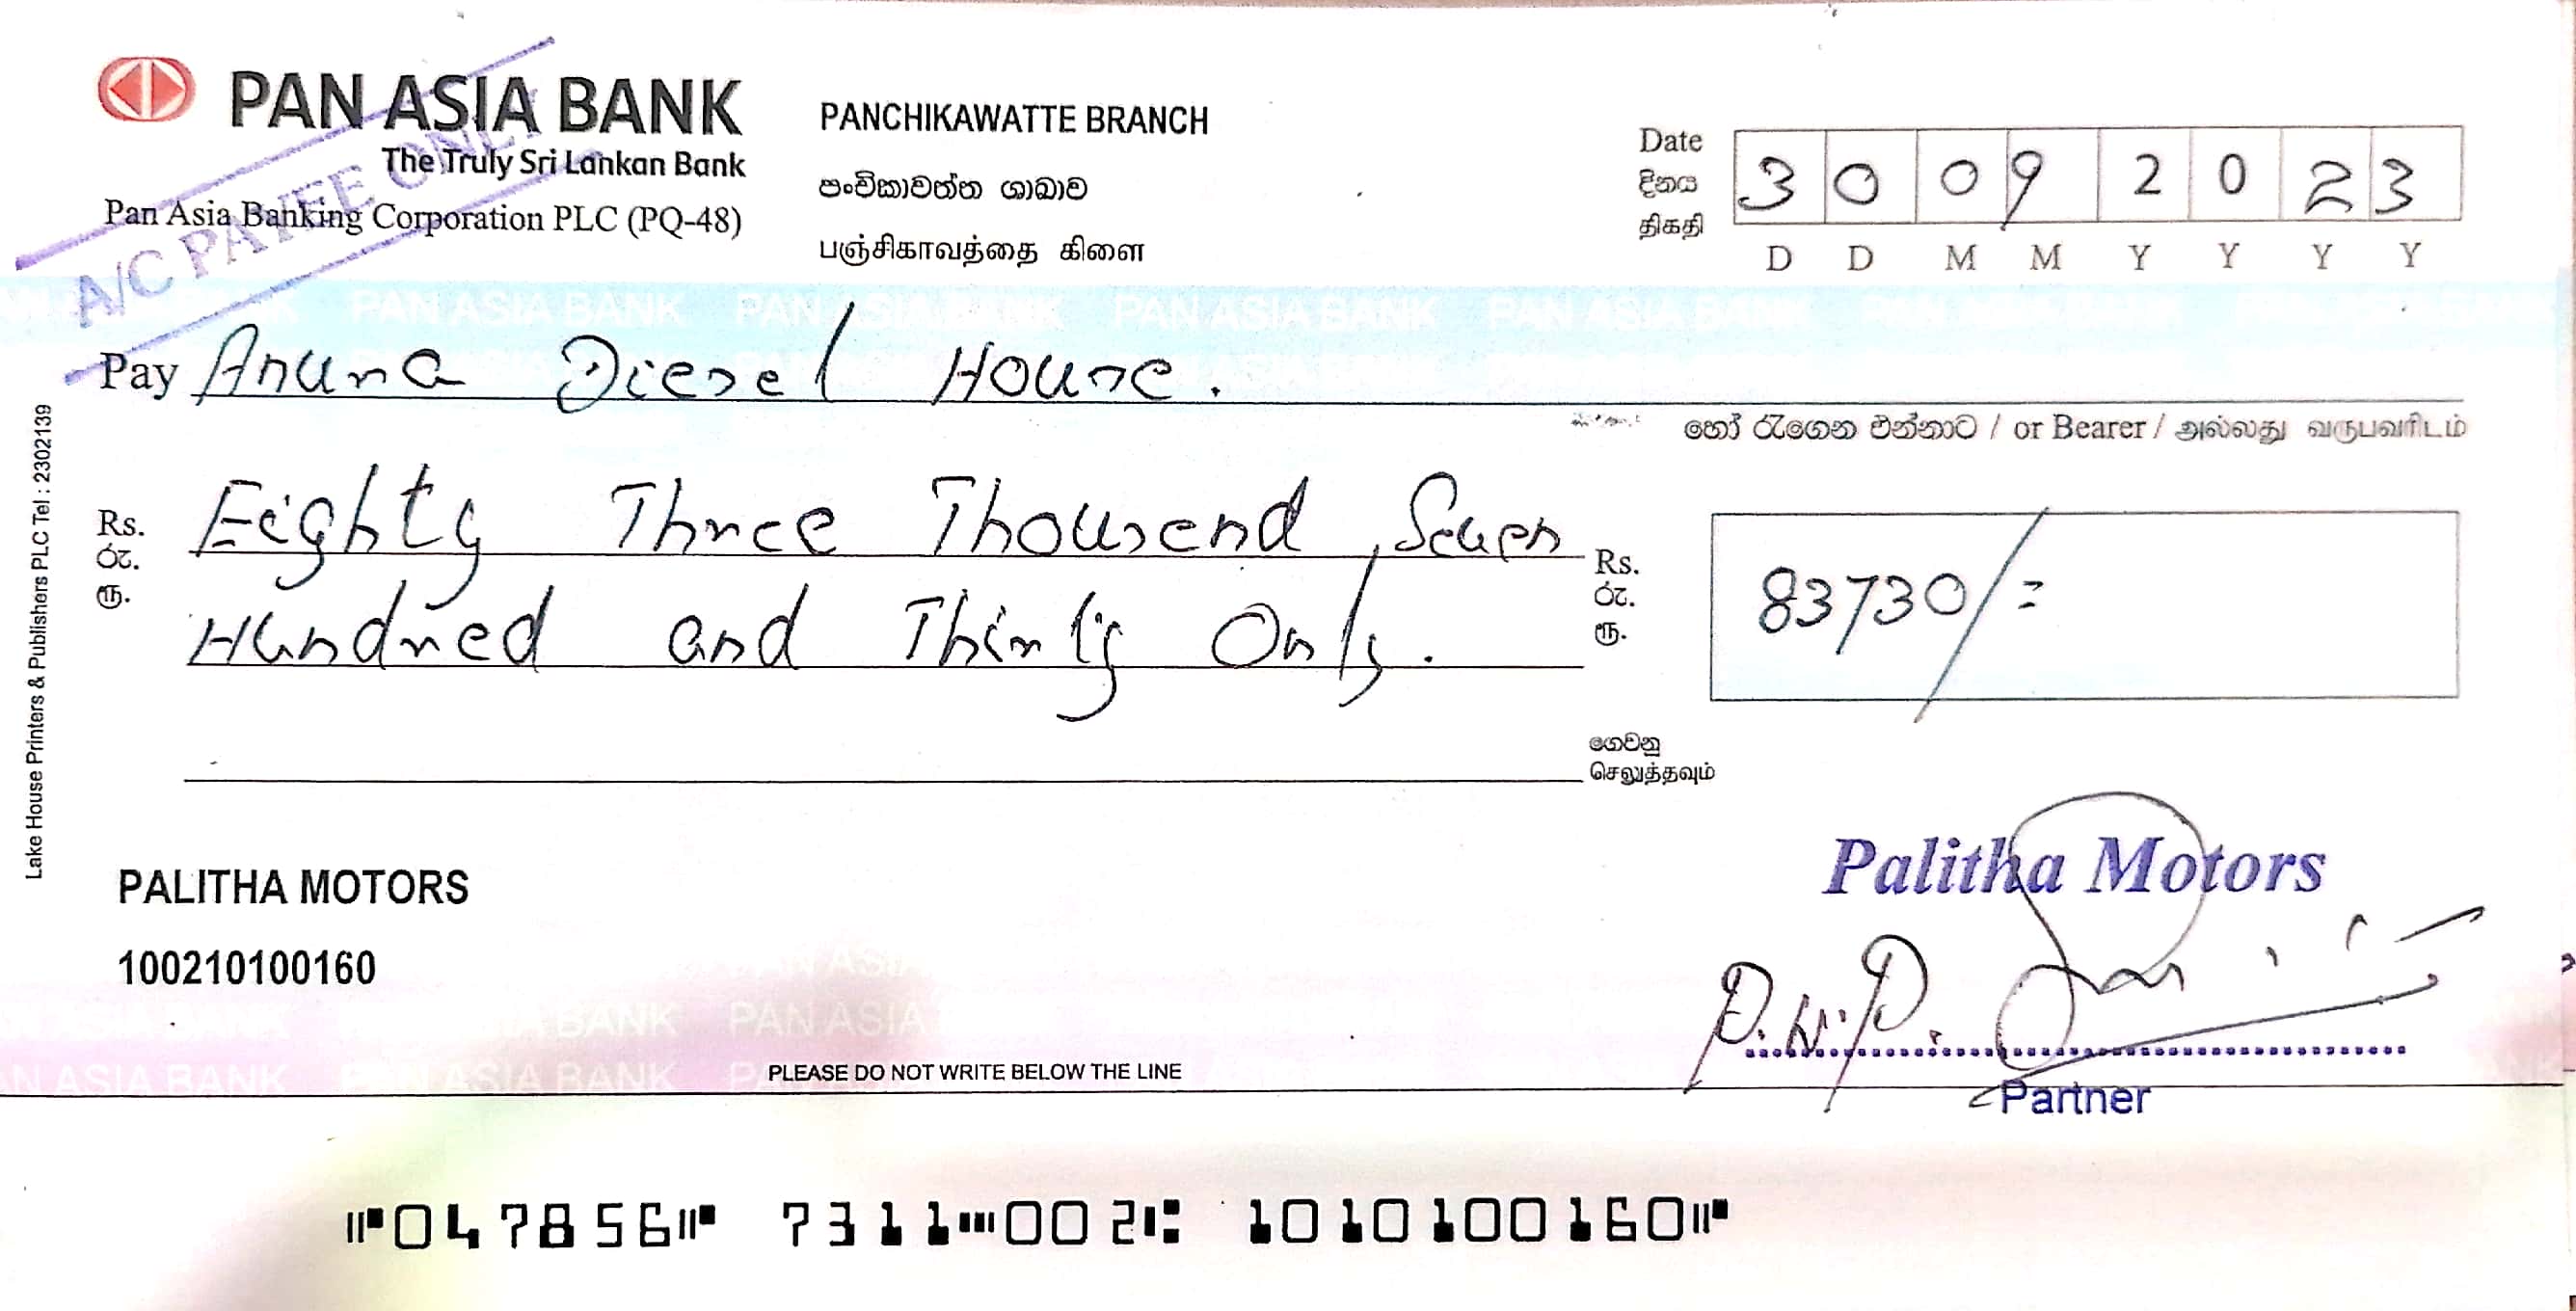 PAN ASIA BANK
The Truly Sri Lankan Bank
Pan Asia Banking Corporation PLC (PQ-48)
A/C PAYEE ONLY
PANCHIKAWATTE BRANCH
පංචිකාවත්ත ශාඛාව
பஞ்சிகாவத்தை கிளை
Date
දිනය
திகதி
3 0 0 9 2 0 2 3
D D M M Y Y Y Y
Pay Aruna Diesel House.
හෝ රැගෙන එන්නාට / or Bearer / அல்லது வருபவரிடம்
Rs.
රු.
ரூ.
Eighty Three Thousend, Seven
Hundred and Thirty Only.
Rs.
රු.
ரூ.
83730/=
ගෙවනු
செலுத்தவும்
Lake House Printers & Publishers PLC Tel : 2302139
PALITHA MOTORS
100210100160
Palitha Motors
Partner
PLEASE DO NOT WRITE BELOW THE LINE
⑈047856⑈ 7311⑉002⑆ 1010100160⑈